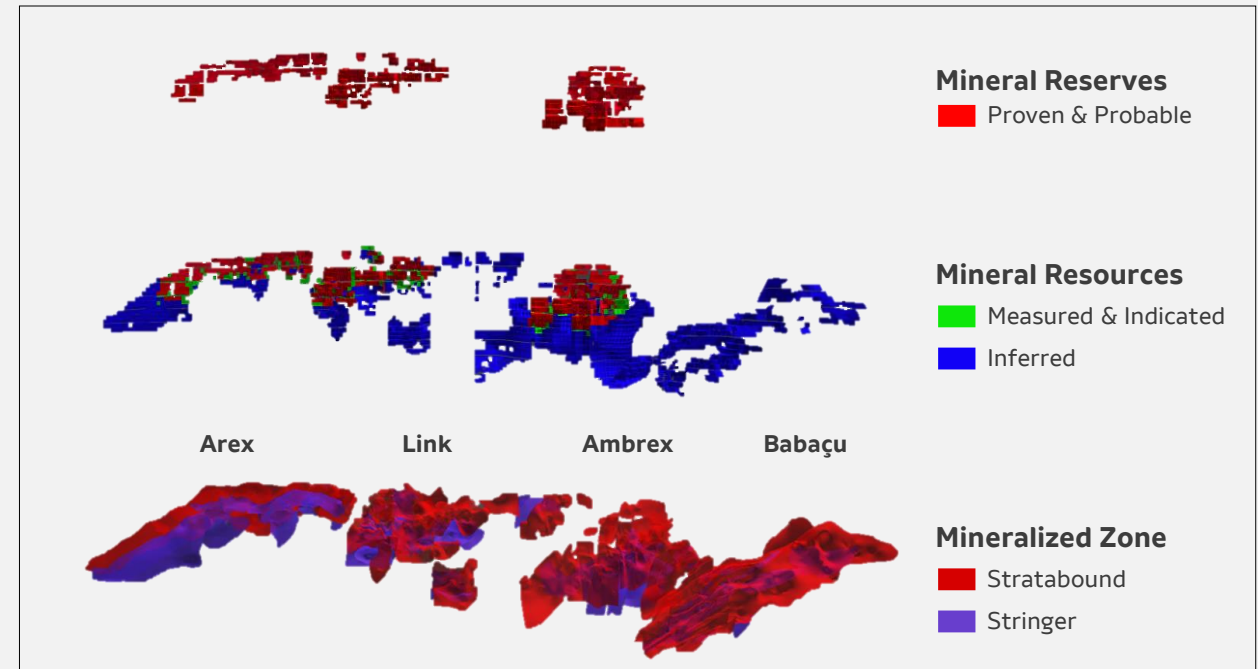 Mineral Reserves
Proven & Probable
Mineral Resources
Measured & Indicated
Inferred
Arex Link Ambrex Babaçu
Mineralized Zone
Stratabound
Stringer